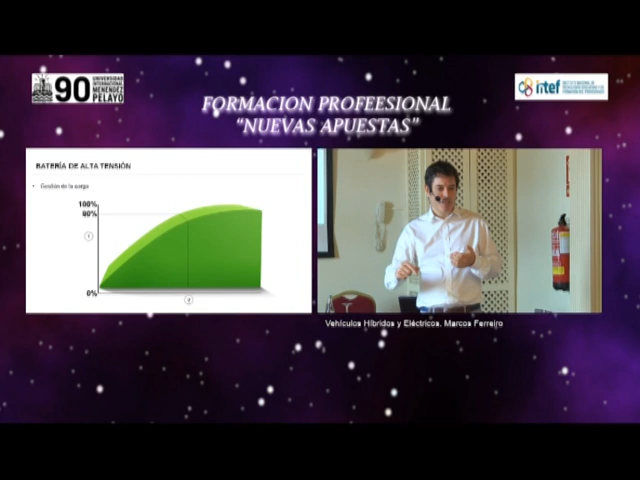 90
UNIVERSIDAD
INTERNACIONAL
MENÉNDEZ
PELAYO
intef
FORMACION PROFEESIONAL
“NUEVAS APUESTAS”
BATERÍA DE ALTA TENSIÓN
• Gestión de la carga
100%
80%
0%
Vehículos Híbridos y Eléctricos. Marcos Ferreiro